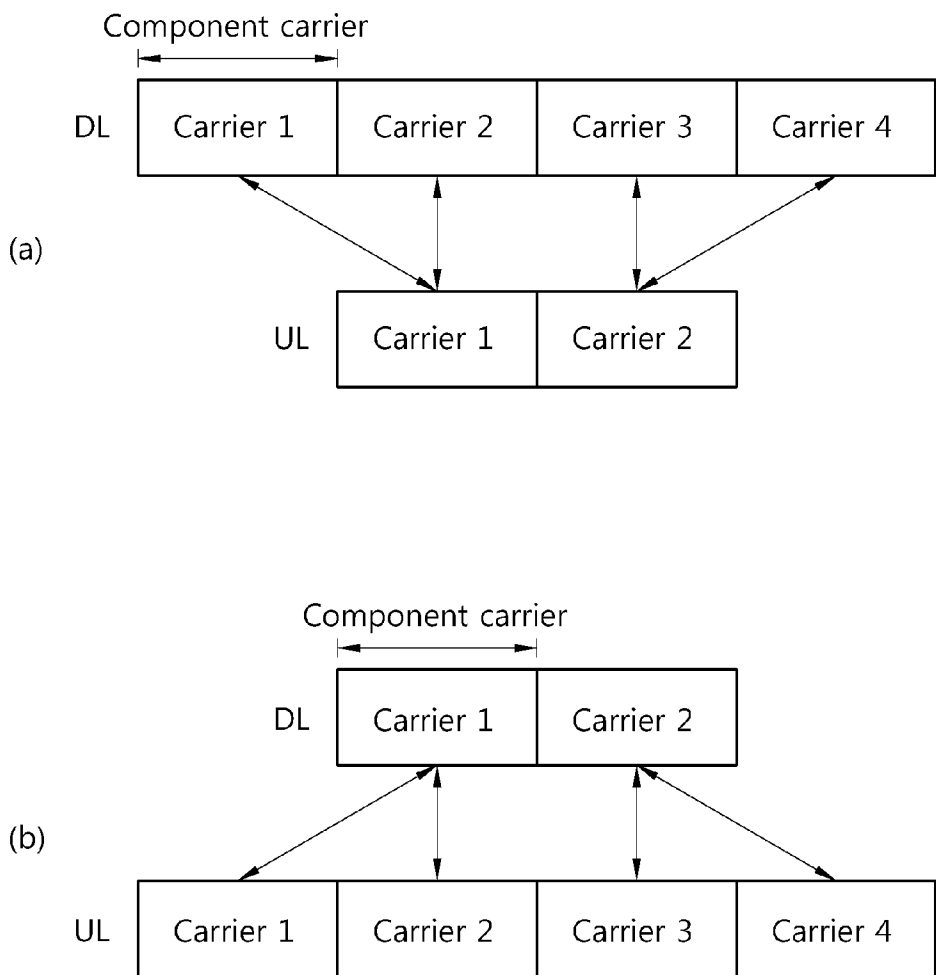 Component carrier
DL Carrier 1 Carrier 2 Carrier 3 Carrier 4
(a)
UL Carrier 1 Carrier 2
Component carrier
DL Carrier 1 Carrier 2
(b)
UL Carrier 1 Carrier 2 Carrier 3 Carrier 4